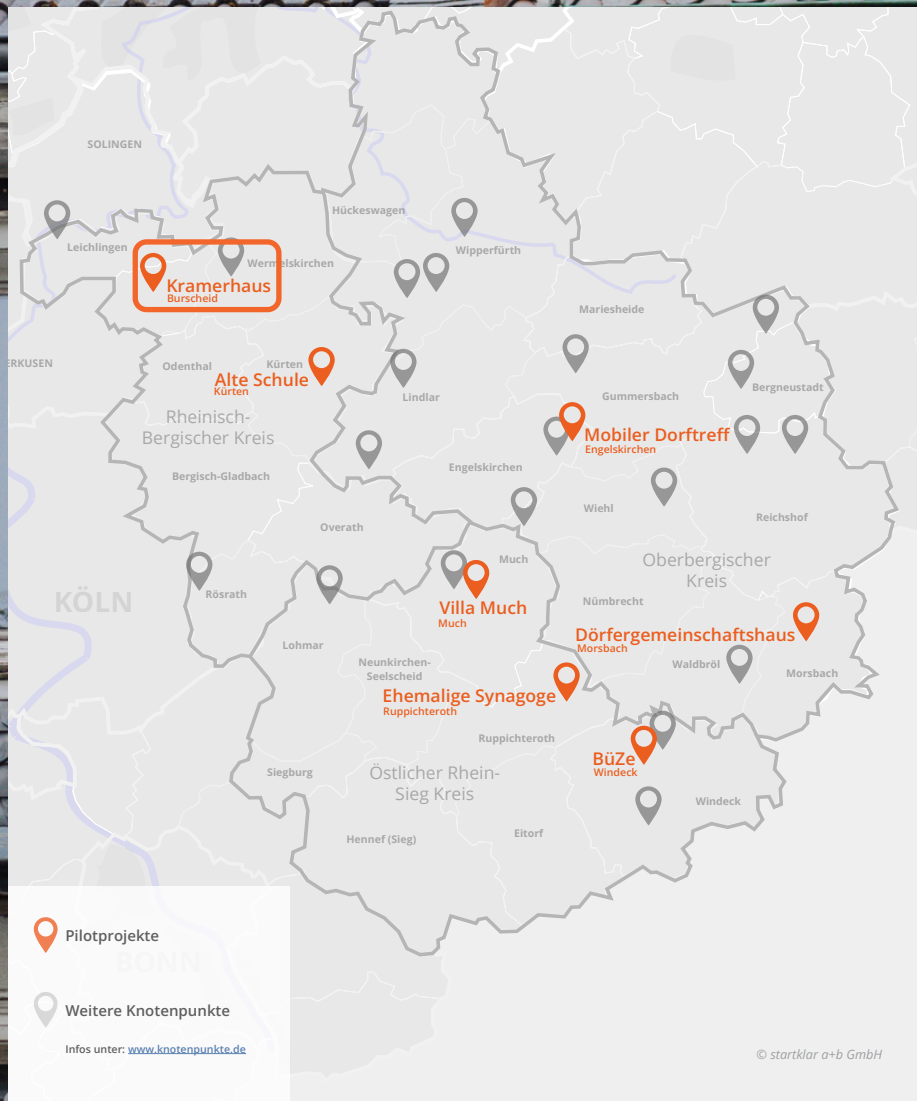 SOLINGEN
Hückeswagen
Leichlingen
Wipperfürth
Wermelskirchen
Kramerhaus
Burscheid
Marienheide
ERKUSEN
Odenthal
Kürten
Alte Schule
Kürten
Bergneustadt
Lindlar
Gummersbach
Rheinisch-
Bergischer Kreis
Mobiler Dorftreff
Engelskirchen
Engelskirchen
Bergisch-Gladbach
Wiehl
Reichshof
Overath
Much
Oberbergischer
Kreis
KÖLN
Rösrath
Nümbrecht
Villa Much
Much
Dörfergemeinschaftshaus
Morsbach
Lohmar
Neunkirchen-
Seelscheid
Waldbröl
Morsbach
Ehemalige Synagoge
Ruppichteroth
Ruppichteroth
BüZe
Windeck
Siegburg
Östlicher Rhein-
Sieg Kreis
Windeck
Hennef (Sieg)
Eitorf
Pilotprojekte
BONN
Weitere Knotenpunkte
Infos unter: www.knotenpunkte.de
© startklar a+b GmbH